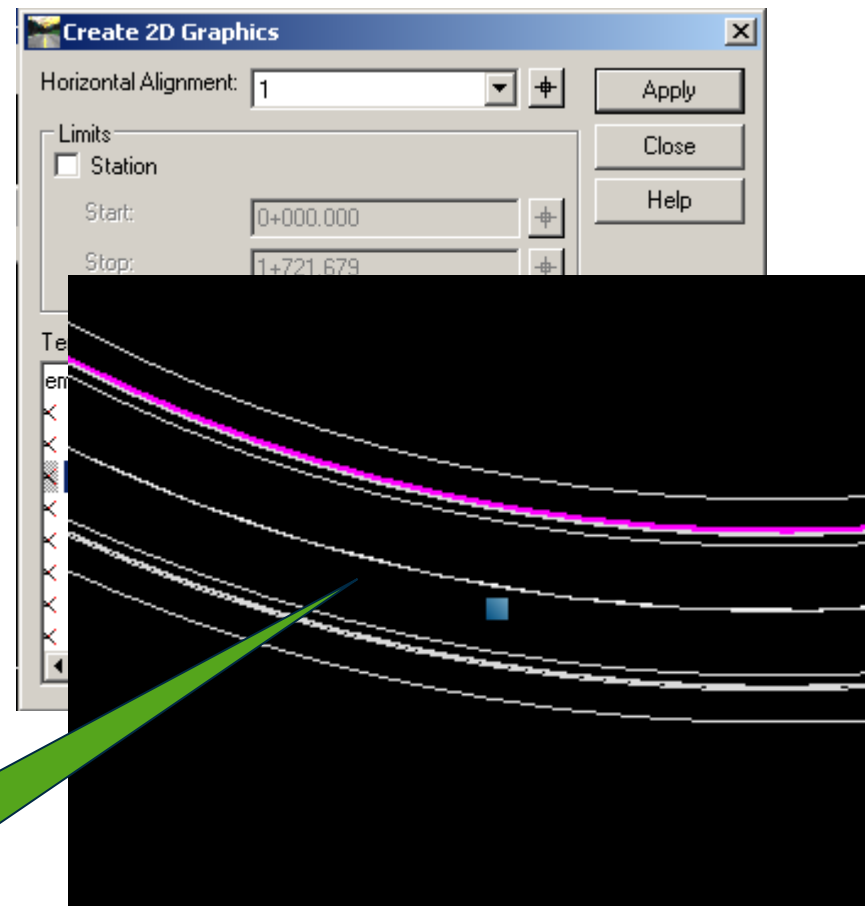 Create 2D Graphics
Horizontal Alignment: 1
Apply
Limits
Close
Station
Help
Start: 0+000.000
Stop: 1+721.679